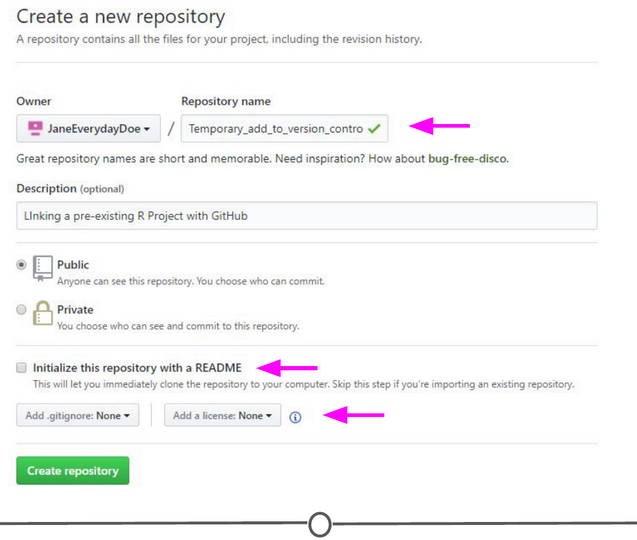 Create a new repository
A repository contains all the files for your project, including the revision history.
Owner Repository name
JaneEverydayDoe / Temporary_add_to_version_contro
Great repository names are short and memorable. Need inspiration? How about bug-free-disco.
Description (optional)
LInking a pre-existing R Project with GitHub
Public
Anyone can see this repository. You choose who can commit.
Private
You choose who can see and commit to this repository.
Initialize this repository with a README
This will let you immediately clone the repository to your computer. Skip this step if you're importing an existing repository.
Add .gitignore: None Add a license: None
Create repository